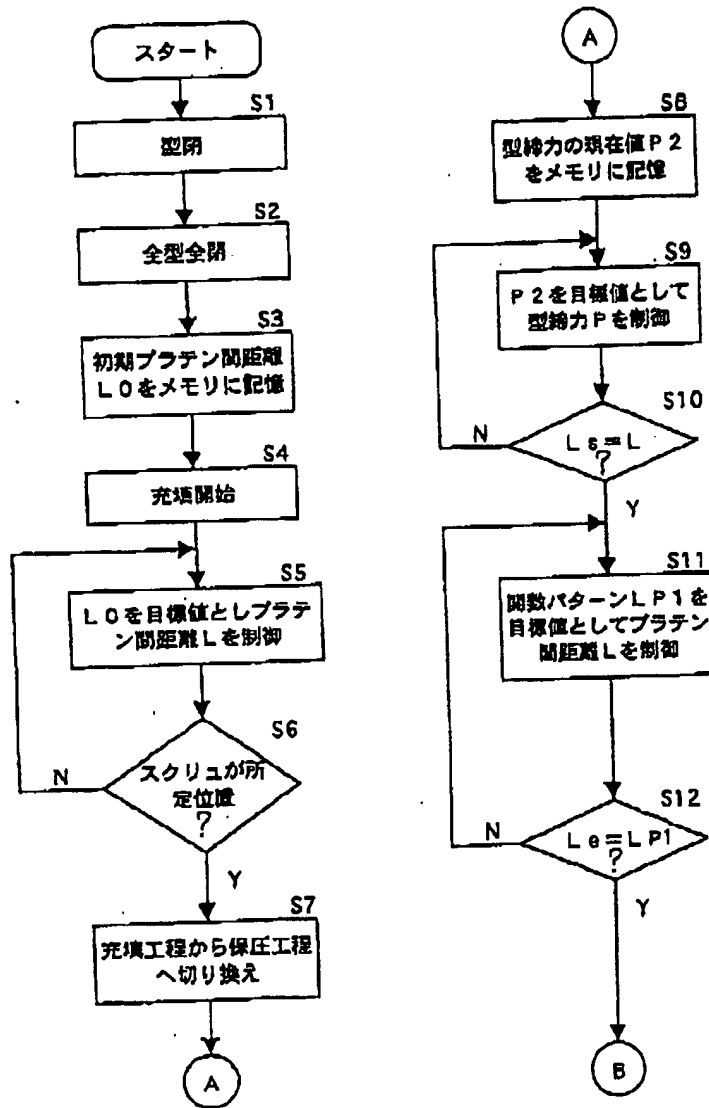 スタート
S1
型閉
S2
全型全閉
S3
初期プラテン間距離
L0をメモリに記憶
S4
充填開始
S5
L0を目標値としプラテ
ン間距離Lを制御
S6
スクリュが所
定位置
?
N
Y
S7
充填工程から保圧工程
へ切り換え
A
A
S8
型締力の現在値P2
をメモリに記憶
S9
P2を目標値として
型締力Pを制御
S10
Ls=L
?
N
Y
S11
関数パターンLP1を
目標値としてプラテン
間距離Lを制御
S12
Le=LP1
?
N
Y
B